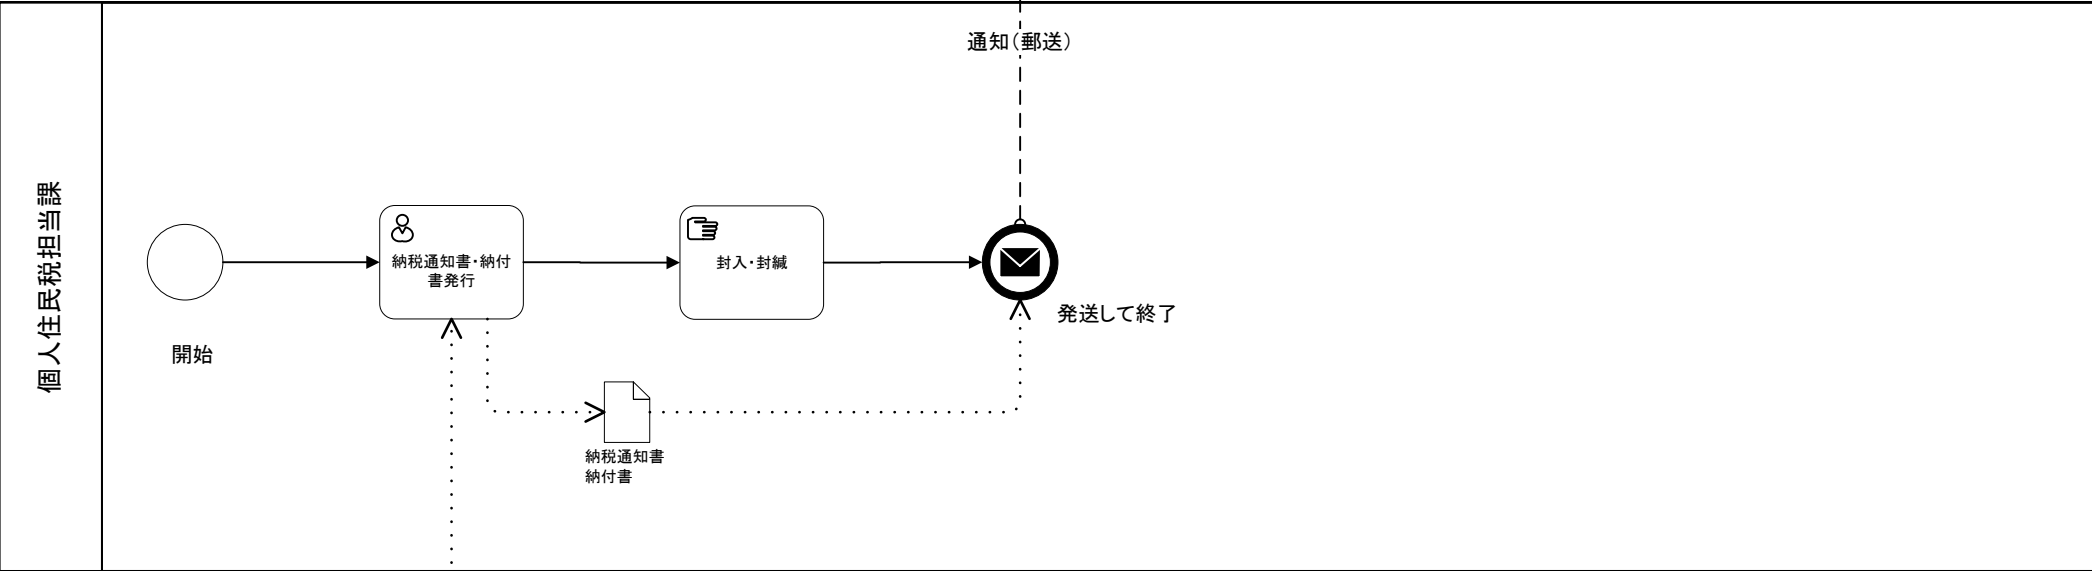 通知（郵送）
個人住民税担当課
納税通知書・納付
書発行
封入・封緘
発送して終了
開始
納税通知書
納付書